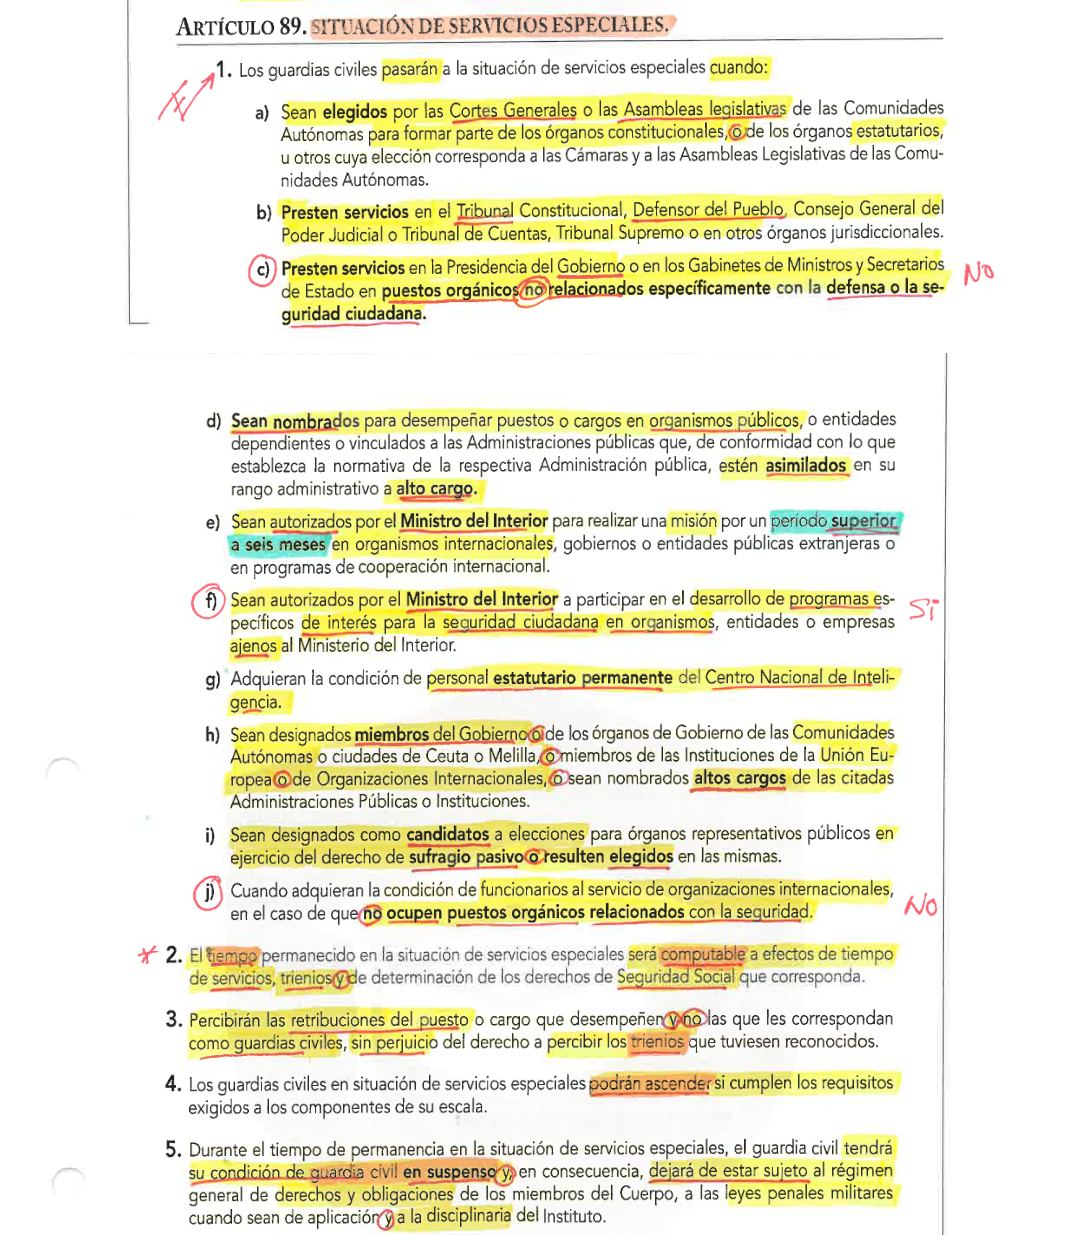 ARTÍCULO 89. SITUACIÓN DE SERVICIOS ESPECIALES.
1. Los guardias civiles pasarán a la situación de servicios especiales cuando:
a) Sean elegidos por las Cortes Generales o las Asambleas legislativas de las Comunidades
Autónomas para formar parte de los órganos constitucionales, o de los órganos estatutarios,
u otros cuya elección corresponda a las Cámaras y a las Asambleas Legislativas de las Comu-
nidades Autónomas.
b) Presten servicios en el Tribunal Constitucional, Defensor del Pueblo, Consejo General del
Poder Judicial o Tribunal de Cuentas, Tribunal Supremo o en otros órganos jurisdiccionales.
c) Presten servicios en la Presidencia del Gobierno o en los Gabinetes de Ministros y Secretarios NO
de Estado en puestos orgánicos no relacionados específicamente con la defensa o la se-
guridad ciudadana.
d) Sean nombrados para desempeñar puestos o cargos en organismos públicos, o entidades
dependientes o vinculados a las Administraciones públicas que, de conformidad con lo que
establezca la normativa de la respectiva Administración pública, estén asimilados en su
rango administrativo a alto cargo.
e) Sean autorizados por el Ministro del Interior para realizar una misión por un período superior
a seis meses en organismos internacionales, gobiernos o entidades públicas extranjeras o
en programas de cooperación internacional.
f) Sean autorizados por el Ministro del Interior a participar en el desarrollo de programas es- SI
pecíficos de interés para la seguridad ciudadana en organismos, entidades o empresas
ajenos al Ministerio del Interior.
g) Adquieran la condición de personal estatutario permanente del Centro Nacional de Inteli-
gencia.
h) Sean designados miembros del Gobierno o de los órganos de Gobierno de las Comunidades
Autónomas o ciudades de Ceuta o Melilla, o miembros de las Instituciones de la Unión Eu-
ropea o de Organizaciones Internacionales, o sean nombrados altos cargos de las citadas
Administraciones Públicas o Instituciones.
i) Sean designados como candidatos a elecciones para órganos representativos públicos en
ejercicio del derecho de sufragio pasivo o resulten elegidos en las mismas.
j) Cuando adquieran la condición de funcionarios al servicio de organizaciones internacionales,
en el caso de que no ocupen puestos orgánicos relacionados con la seguridad. NO
* 2. El tiempo permanecido en la situación de servicios especiales será computable a efectos de tiempo
de servicios, trienios y de determinación de los derechos de Seguridad Social que corresponda.
3. Percibirán las retribuciones del puesto o cargo que desempeñen y no las que les correspondan
como guardias civiles, sin perjuicio del derecho a percibir los trienios que tuviesen reconocidos.
4. Los guardias civiles en situación de servicios especiales podrán ascender si cumplen los requisitos
exigidos a los componentes de su escala.
5. Durante el tiempo de permanencia en la situación de servicios especiales, el guardia civil tendrá
su condición de guardia civil en suspenso y, en consecuencia, dejará de estar sujeto al régimen
general de derechos y obligaciones de los miembros del Cuerpo, a las leyes penales militares
cuando sean de aplicación y a la disciplinaria del Instituto.